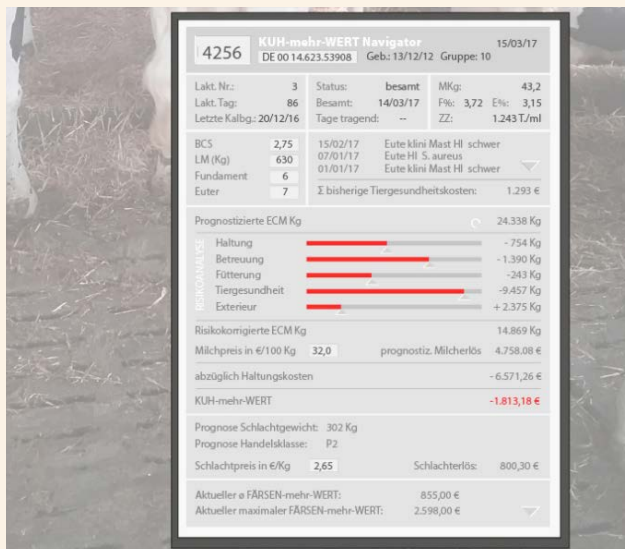 4256 KUH-mehr-WERT Navigator 15/03/17
DE 00 14.623.53908 Geb.: 13/12/12 Gruppe: 10
Lakt. Nr.: 3 Status: besamt MKg: 43,2
Lakt. Tag: 86 Besamt: 14/03/17 F%: 3,72 E%: 3,15
Letzte Kalbg.: 20/12/16 Tage tragend: -- ZZ: 1.243 T./ml
BCS 2,75 15/02/17 Eute klini Mast HI schwer
LM (Kg) 630 07/01/17 Eute HI S. aureus
Fundament 6 01/01/17 Eute klini Mast HI schwer
Euter 7 Σ bisherige Tiergesundheitskosten: 1.293 €
Prognostizierte ECM Kg 24.338 Kg
RISIKOANALYSE
Haltung - 754 Kg
Betreuung - 1.390 Kg
Fütterung -243 Kg
Tiergesundheit -9.457 Kg
Exterieur + 2.375 Kg
Risikokorrigierte ECM Kg 14.869 Kg
Milchpreis in €/100 Kg 32,0 prognostiz. Milcherlös 4.758.08 €
abzüglich Haltungskosten - 6.571,26 €
KUH-mehr-WERT -1.813,18 €
Prognose Schlachtgewicht: 302 Kg
Prognose Handelsklasse: P2
Schlachtpreis in €/Kg 2,65 Schlachterlös: 800,30 €
Aktueller ø FÄRSEN-mehr-WERT: 855,00 €
Aktueller maximaler FÄRSEN-mehr-WERT: 2.598,00 €